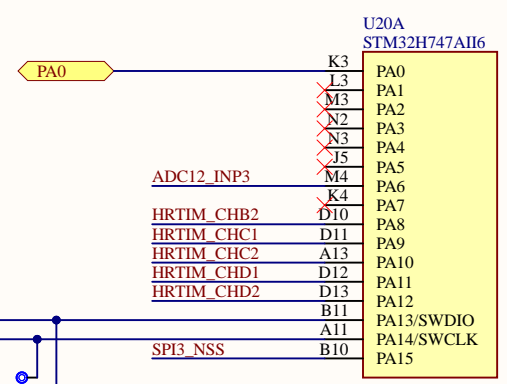 U20A
STM32H747AII6
PA0 K3 PA0
L3 PA1
M3 PA2
N2 PA3
N3 PA4
J5 PA5
ADC12_INP3 M4 PA6
K4 PA7
HRTIM_CHB2 D10 PA8
HRTIM_CHC1 D11 PA9
HRTIM_CHC2 A13 PA10
HRTIM_CHD1 D12 PA11
HRTIM_CHD2 D13 PA12
B11 PA13/SWDIO
A11 PA14/SWCLK
SPI3_NSS B10 PA15